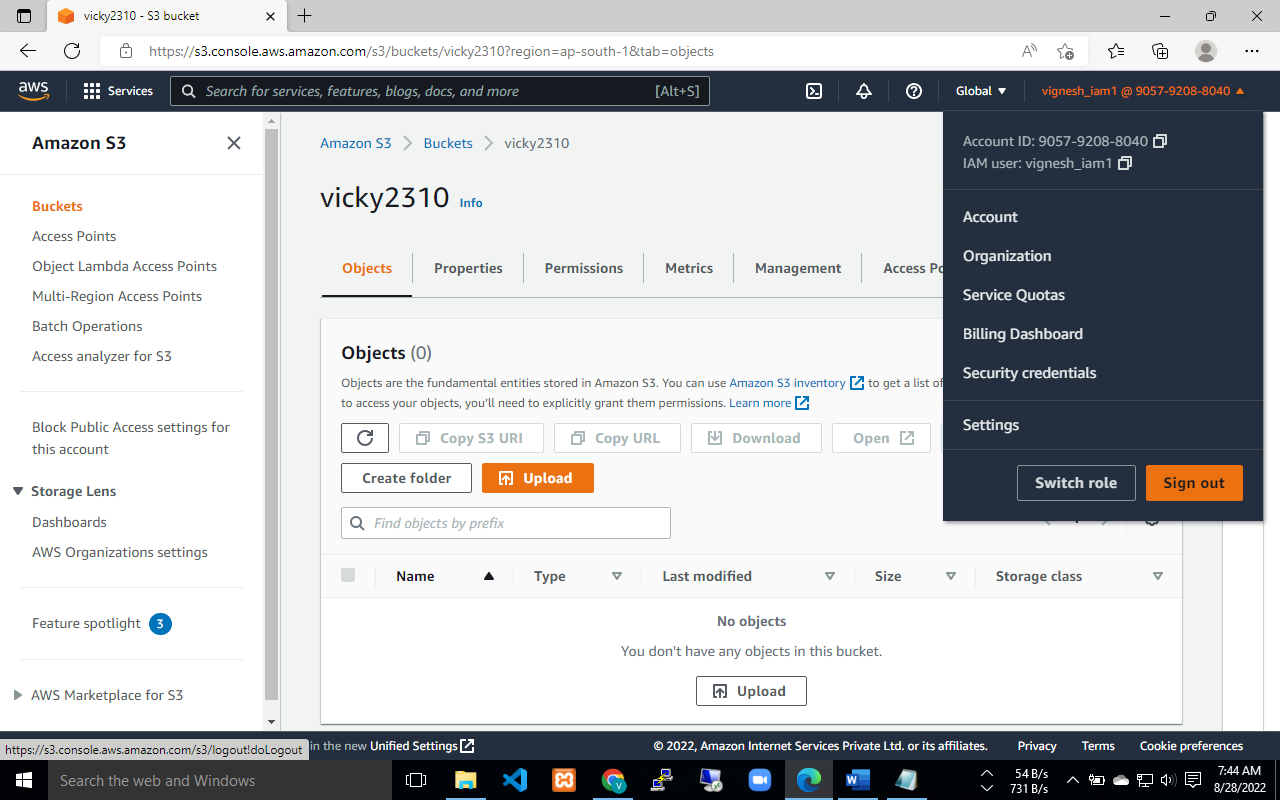 vicky2310 - S3 bucket
https://s3.console.aws.amazon.com/s3/buckets/vicky2310?region=ap-south-1&tab=objects
aws
Services
Search for services, features, blogs, docs, and more
[Alt+S]
Global
vignesh_iam1 @ 9057-9208-8040
Account ID: 9057-9208-8040
IAM user: vignesh_iam1
Account
Organization
Service Quotas
Billing Dashboard
Security credentials
Settings
Switch role
Sign out
Amazon S3
Buckets
Access Points
Object Lambda Access Points
Multi-Region Access Points
Batch Operations
Access analyzer for S3
Block Public Access settings for
this account
Storage Lens
Dashboards
AWS Organizations settings
Feature spotlight 3
AWS Marketplace for S3
Amazon S3 > Buckets > vicky2310
vicky2310 Info
Objects
Properties
Permissions
Metrics
Management
Access Po
Objects (0)
Objects are the fundamental entities stored in Amazon S3. You can use Amazon S3 inventory to get a list of
to access your objects, you'll need to explicitly grant them permissions. Learn more
Copy S3 URI
Copy URL
Download
Open
Create folder
Upload
Find objects by prefix
Name
Type
Last modified
Size
Storage class
No objects
You don't have any objects in this bucket.
Upload
https://s3.console.aws.amazon.com/s3/logout!doLogout
in the new Unified Settings
© 2022, Amazon Internet Services Private Ltd. or its affiliates.
Privacy
Terms
Cookie preferences
Search the web and Windows
54 B/s
731 B/s
7:44 AM
8/28/2022